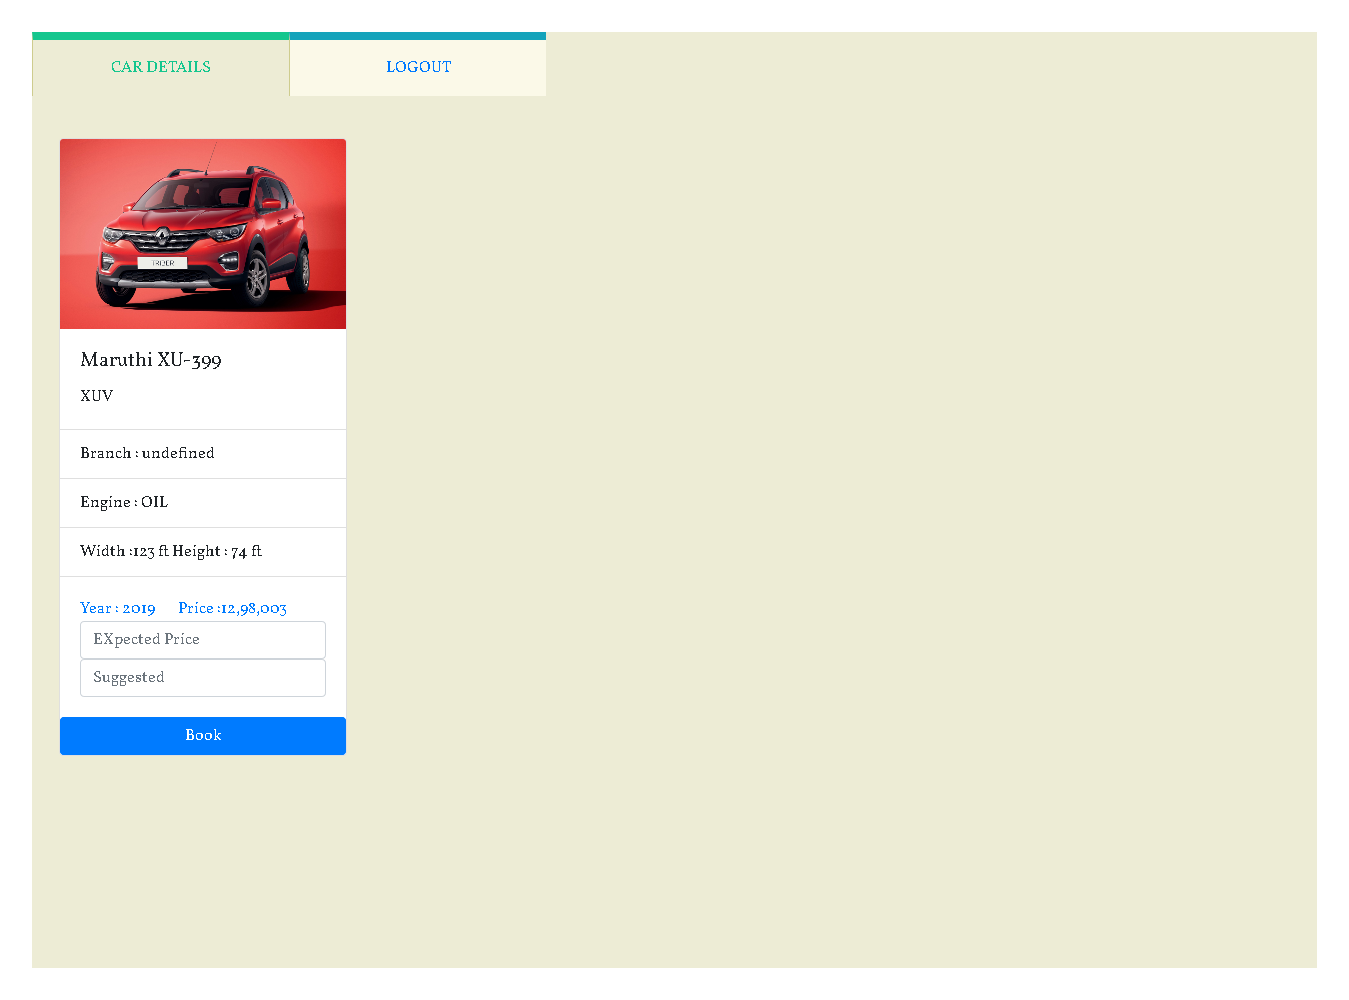 CAR DETAILS
LOGOUT
TRIBER
Maruthi XU-399
XUV
Branch : undefined
Engine : OIL
Width :123 ft Height : 74 ft
Year : 2019 Price :12,98,003
EXpected Price
Suggested
Book